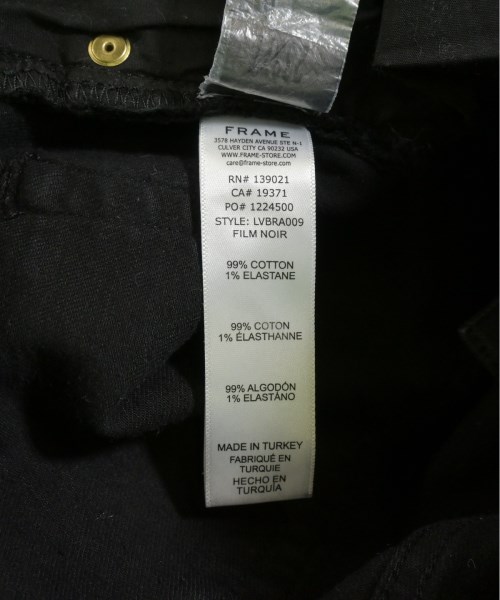 FRAME
3578 HAYDEN AVENUE STE N-1
CULVER CITY CA 90232 USA
WWW.FRAME-STORE.COM
care@frame-store.com
RN# 139021
CA# 19371
PO# 1224500
STYLE: LVBRA009
FILM NOIR
99% COTTON
1% ELASTANE
99% COTON
1% ÉLASTHANNE
99% ALGODÓN
1% ELASTÁNO
MADE IN TURKEY
FABRIQUÉ EN
TURQUIE
HECHO EN
TURQUÍA